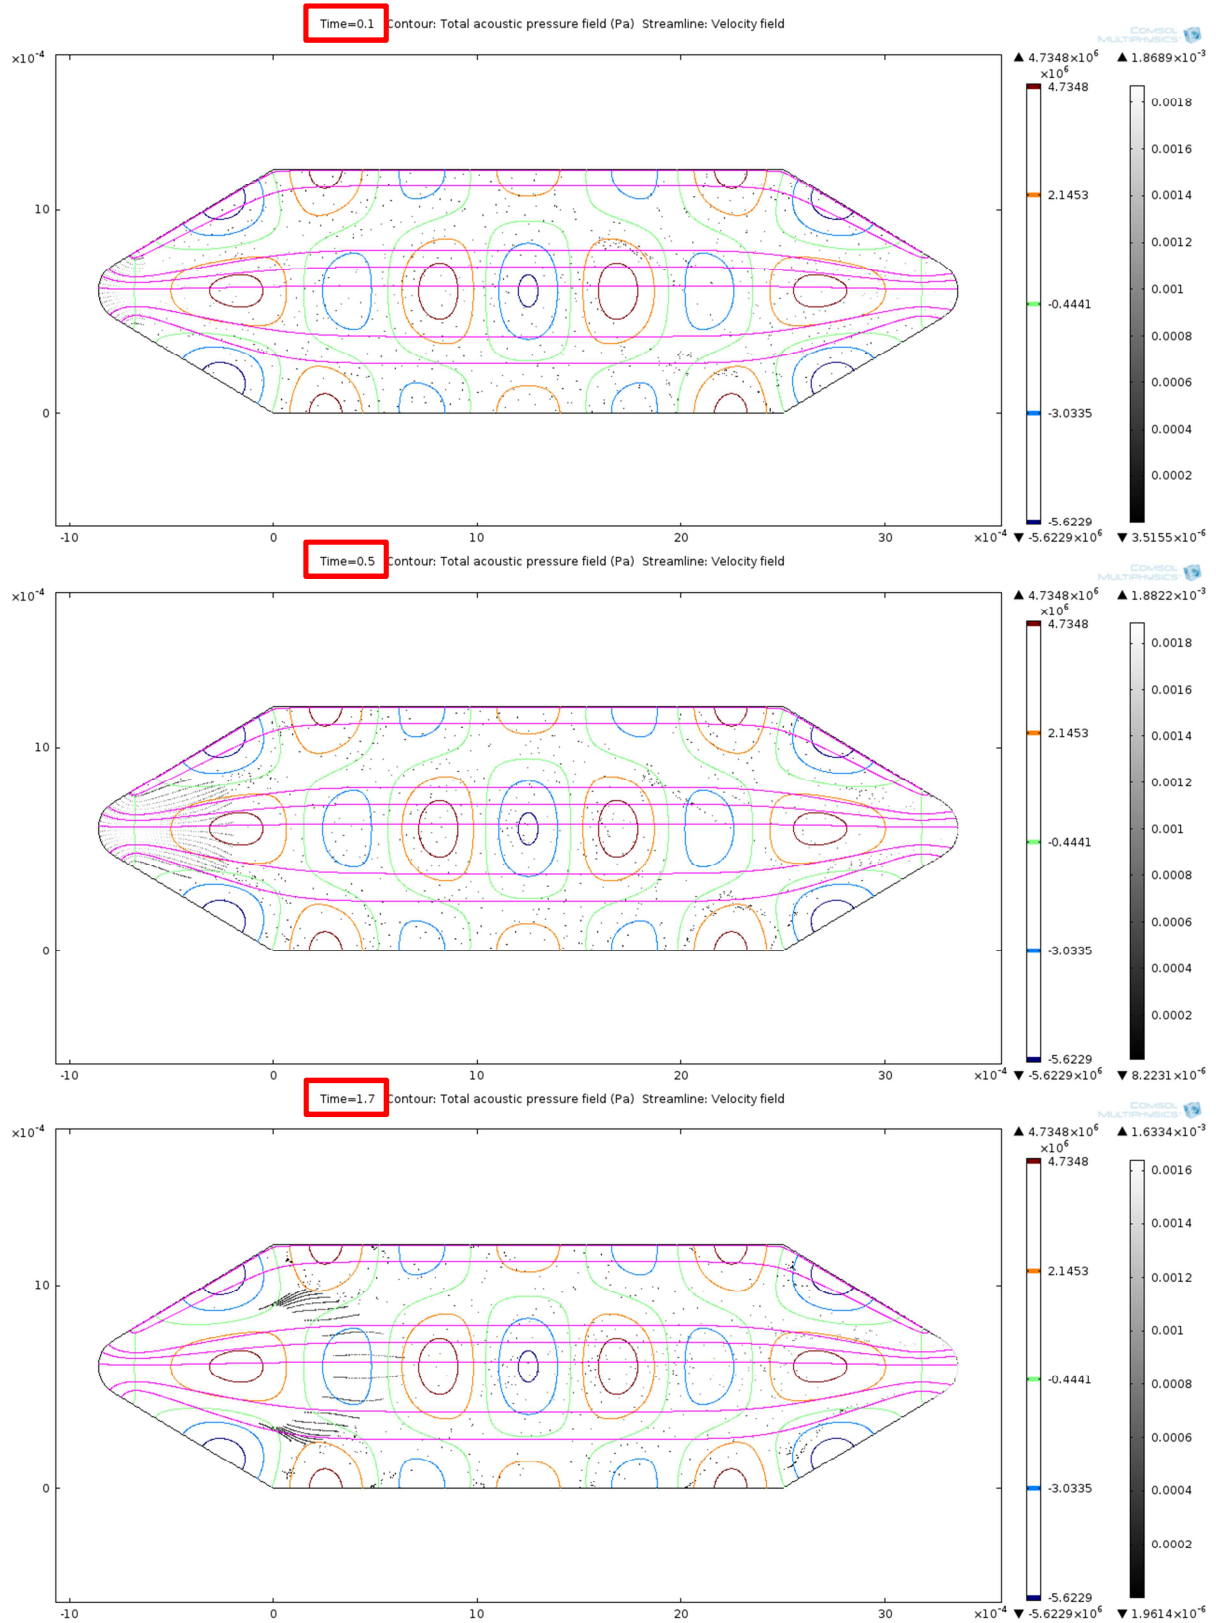 Time=0.1 Contour: Total acoustic pressure field (Pa) Streamline: Velocity field
COMSOL
MULTIPHYSICS
×10⁻⁴
▲ 4.7348×10⁶ ▲ 1.8689×10⁻³
×10⁶
4.7348
0.0018
0.0016
2.1453
0.0014
10
0.0012
0.001
-0.4441
0.0008
0.0006
-3.0335
0
0.0004
0.0002
-5.6229
-10 0 10 20 30 ×10⁻⁴
▼ -5.6229×10⁶ ▼ 3.5155×10⁻⁶
Time=0.5 Contour: Total acoustic pressure field (Pa) Streamline: Velocity field
COMSOL
MULTIPHYSICS
×10⁻⁴
▲ 4.7348×10⁶ ▲ 1.8822×10⁻³
×10⁶
4.7348
0.0018
0.0016
2.1453
10
0.0014
0.0012
0.001
-0.4441
0.0008
0.0006
-3.0335
0
0.0004
0.0002
-5.6229
-10 0 10 20 30 ×10⁻⁴
▼ -5.6229×10⁶ ▼ 8.2231×10⁻⁶
Time=1.7 Contour: Total acoustic pressure field (Pa) Streamline: Velocity field
COMSOL
MULTIPHYSICS
×10⁻⁴
▲ 4.7348×10⁶ ▲ 1.6334×10⁻³
×10⁶
4.7348
0.0016
0.0014
2.1453
0.0012
10
0.001
-0.4441
0.0008
0.0006
-3.0335
0
0.0004
0.0002
-5.6229
-10 0 10 20 30 ×10⁻⁴
▼ -5.6229×10⁶ ▼ 1.9614×10⁻⁶